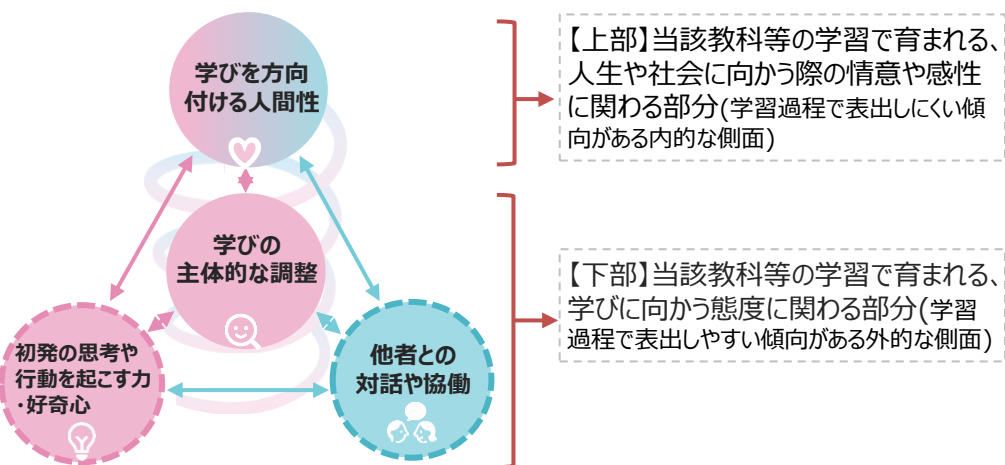 学びを方向
付ける人間性
【上部】当該教科等の学習で育まれる、
人生や社会に向かう際の情意や感性
に関わる部分(学習過程で表出しにくい傾
向がある内的な側面)
学びの
主体的な調整
【下部】当該教科等の学習で育まれる、
学びに向かう態度に関わる部分(学習
過程で表出しやすい傾向がある外的な側面)
初発の思考や
行動を起こす力
・好奇心
他者との
対話や協働